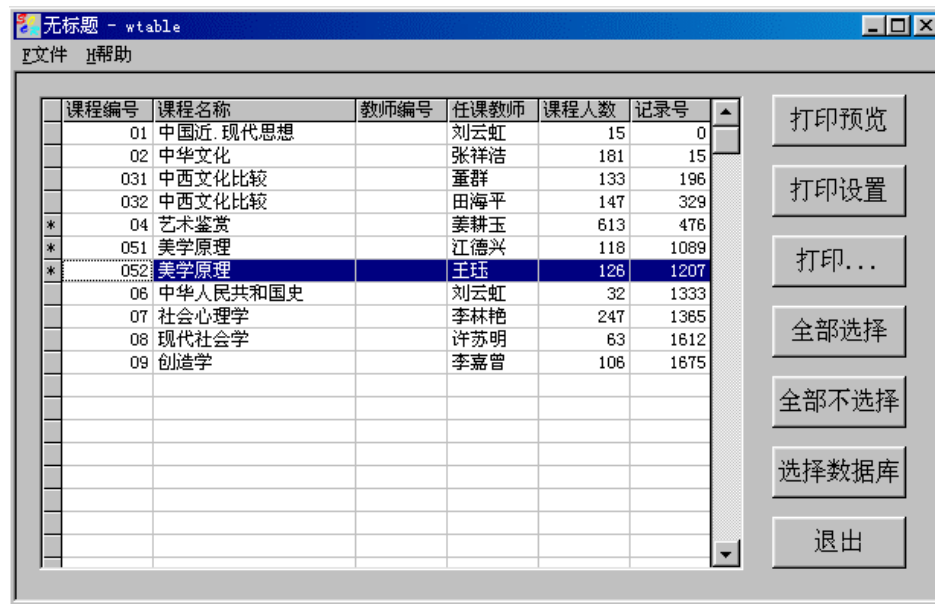 无标题 - wtable
F文件 H帮助
课程编号 课程名称 教师编号 任课教师 课程人数 记录号
01 中国近.现代思想 刘云虹 15 0
02 中华文化 张祥浩 181 15
031 中西文化比较 董群 133 196
032 中西文化比较 田海平 147 329
* 04 艺术鉴赏 姜耕玉 613 476
* 051 美学原理 江德兴 118 1089
* 052 美学原理 王珏 126 1207
06 中华人民共和国史 刘云虹 32 1333
07 社会心理学 李林艳 247 1365
08 现代社会学 许苏明 63 1612
09 创造学 李嘉曾 106 1675
打印预览
打印设置
打印...
全部选择
全部不选择
选择数据库
退出